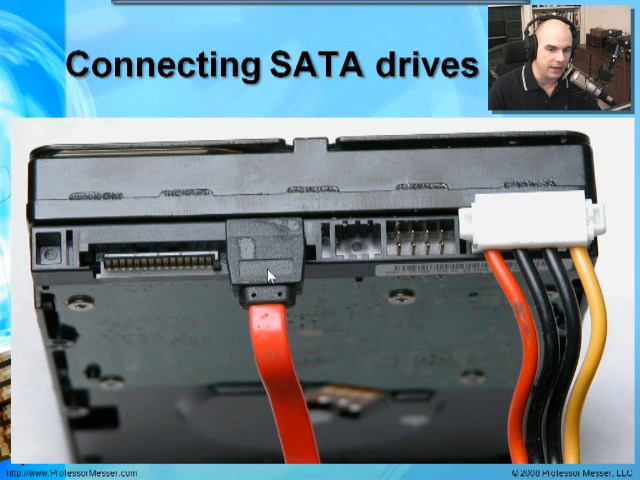 Connecting SATA drives
http://www.ProfessorMesser.com
© 2008 Professor Messer, LLC